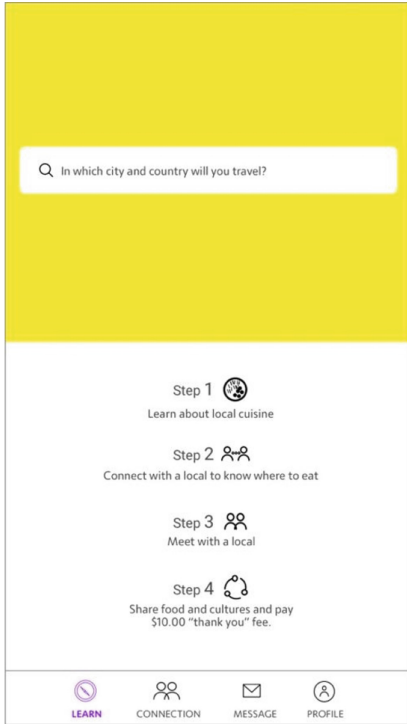 In which city and country will you travel?
Step 1
Learn about local cuisine
Step 2
Connect with a local to know where to eat
Step 3
Meet with a local
Step 4
Share food and cultures and pay
$10.00 “thank you” fee.
LEARN CONNECTION MESSAGE PROFILE